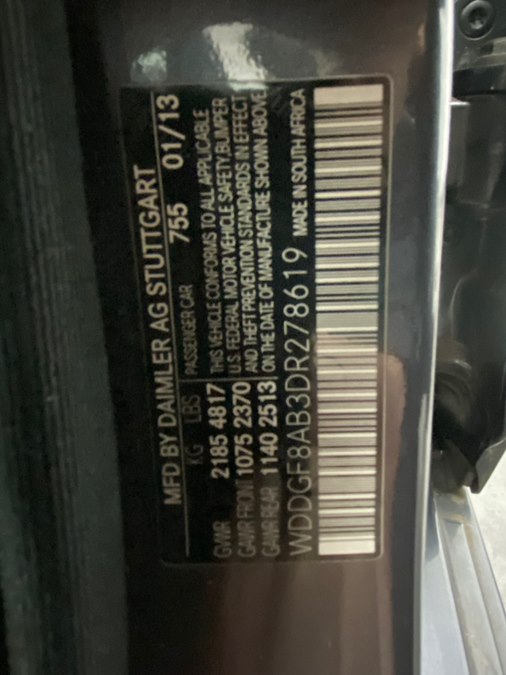 MFD BY DAIMLER AG STUTTGART
PASSENGER CAR 755 01/13
KG LBS
GVWR 2185 4817
GAWR FRONT 1075 2370
GAWR REAR 1140 2513
THIS VEHICLE CONFORMS TO ALL APPLICABLE
U.S. FEDERAL MOTOR VEHICLE SAFETY, BUMPER
AND THEFT PREVENTION STANDARDS IN EFFECT
ON THE DATE OF MANUFACTURE SHOWN ABOVE
WDDGF8AB3DR278619 MADE IN SOUTH AFRICA